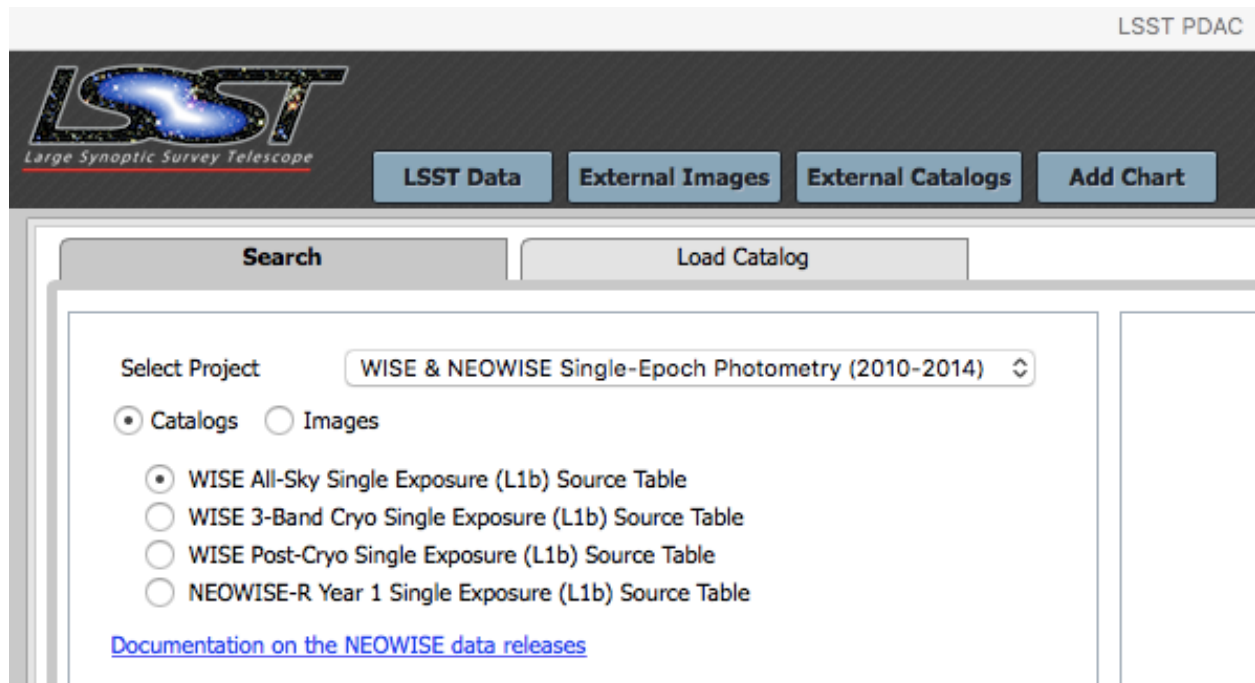 LSST PDAC
LSST
Large Synoptic Survey Telescope
LSST Data External Images External Catalogs Add Chart
Search Load Catalog
Select Project WISE & NEOWISE Single-Epoch Photometry (2010-2014)
Catalogs Images
WISE All-Sky Single Exposure (L1b) Source Table
WISE 3-Band Cryo Single Exposure (L1b) Source Table
WISE Post-Cryo Single Exposure (L1b) Source Table
NEOWISE-R Year 1 Single Exposure (L1b) Source Table
Documentation on the NEOWISE data releases